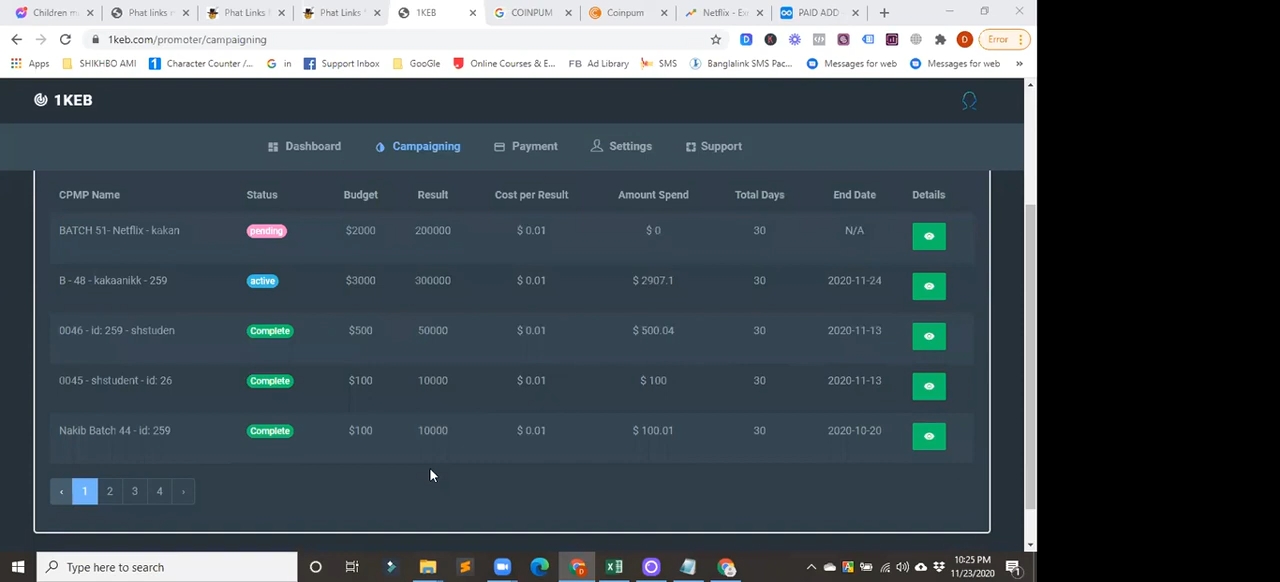 Children m
Phat links r
Phat Links f
Phat Links f
1KEB
COINPUM
Coinpum
Netflix - Ex
PAID ADD
1keb.com/promoter/campaigning
D
Error
Apps
SHIKHBO AMI
Character Counter /...
in
Support Inbox
GooGle
Online Courses & E...
FB Ad Library
SMS
Banglalink SMS Pac...
Messages for web
Messages for web
»
1KEB
Dashboard
Campaigning
Payment
Settings
Support
CPMP Name Status Budget Result Cost per Result Amount Spend Total Days End Date Details
BATCH 51- Netflix - kakan pending $2000 200000 $ 0.01 $ 0 30 N/A
B - 48 - kakaanikk - 259 active $3000 300000 $ 0.01 $ 2907.1 30 2020-11-24
0046 - id: 259 - shstuden Complete $500 50000 $ 0.01 $ 500.04 30 2020-11-13
0045 - shstudent - id: 26 Complete $100 10000 $ 0.01 $ 100 30 2020-11-13
Nakib Batch 44 - id: 259 Complete $100 10000 $ 0.01 $ 100.01 30 2020-10-20
‹ 1 2 3 4 ›
Type here to search
10:25 PM
11/23/2020